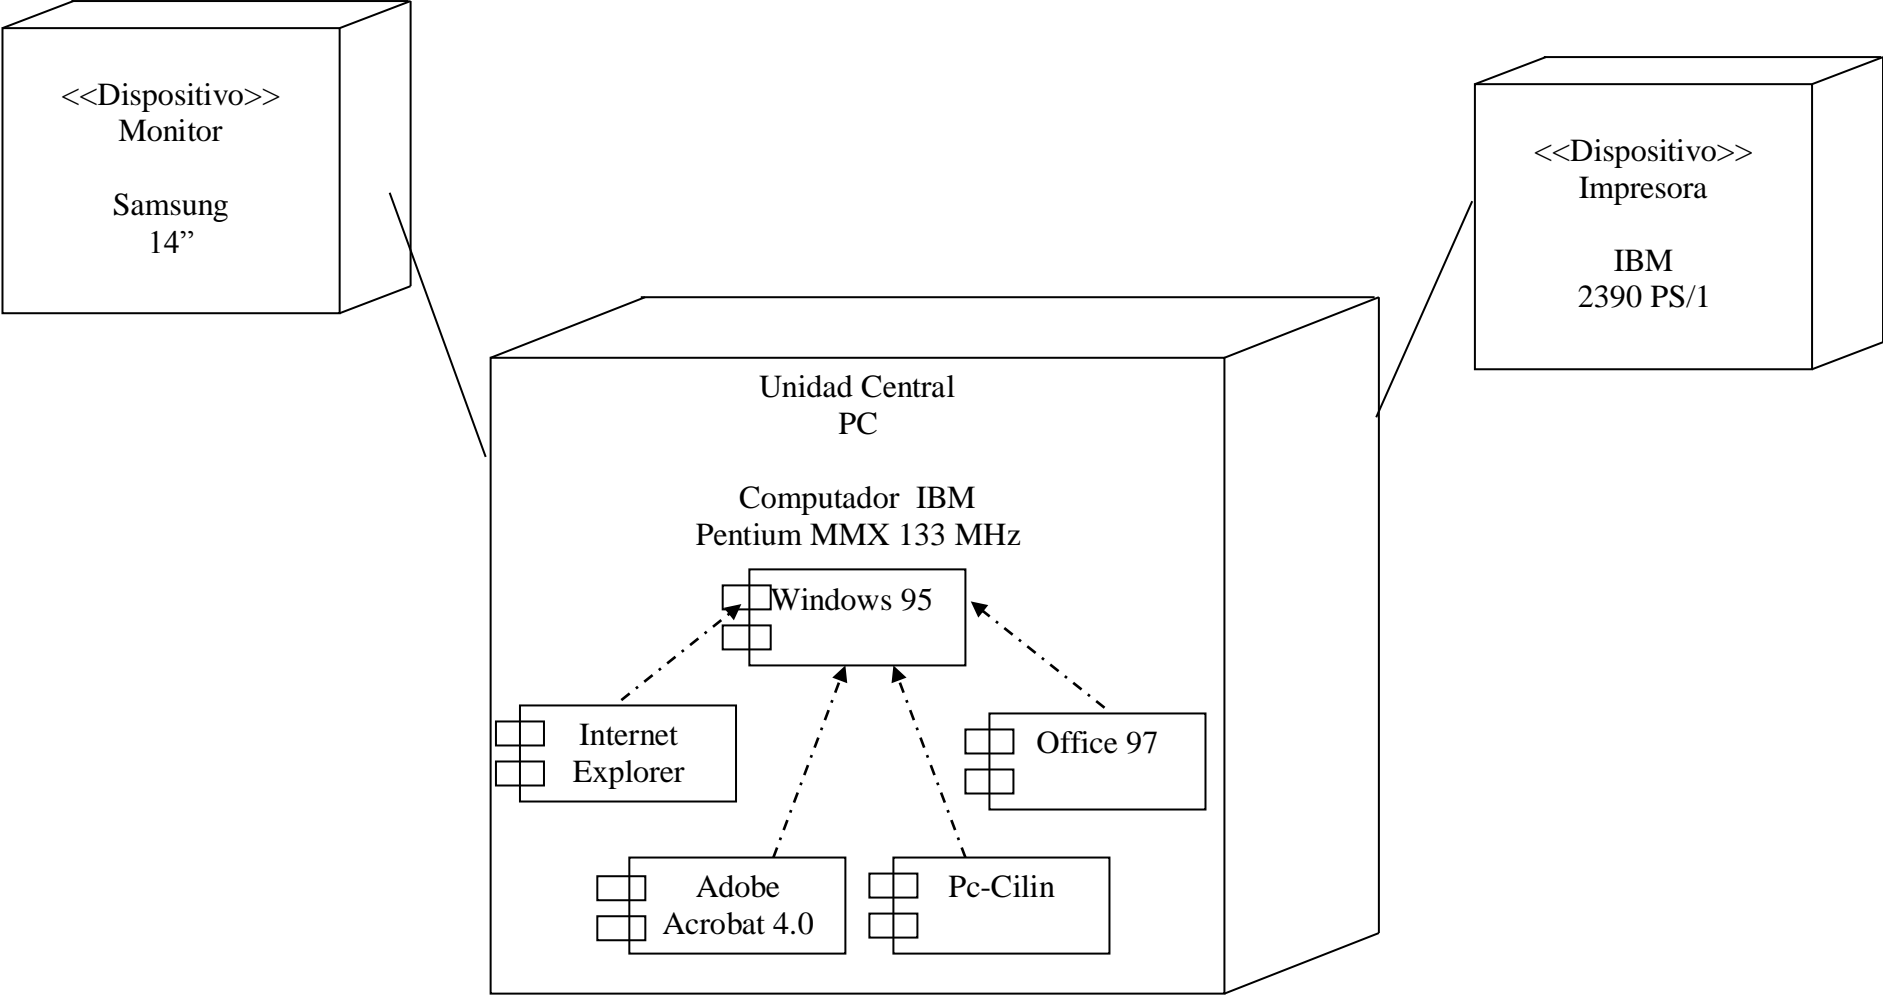 <<Dispositivo>>
Monitor
Samsung
14”
<<Dispositivo>>
Impresora
IBM
2390 PS/1
Unidad Central
PC
Computador  IBM
Pentium MMX 133 MHz
Windows 95
Internet
Explorer
Office 97
Adobe
Acrobat 4.0
Pc-Cilin